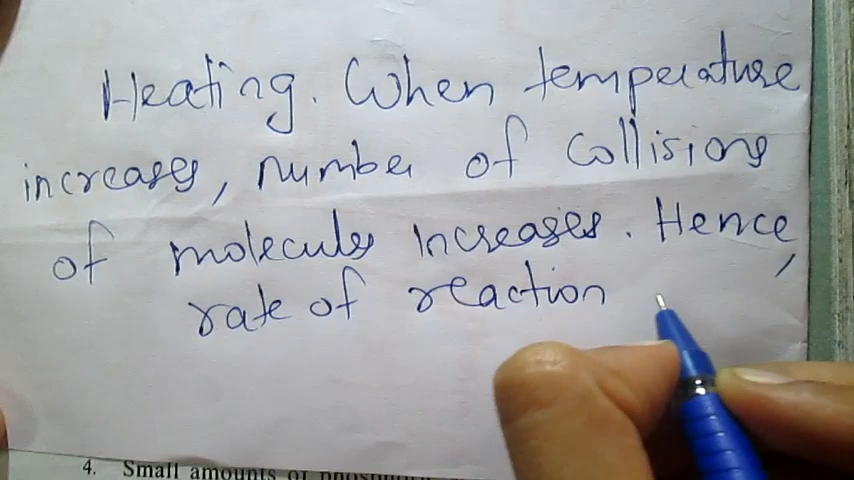 Heating. When temperature
increases, number of collisions
of molecules increases. Hence,
rate of reaction
4. Small amounts of